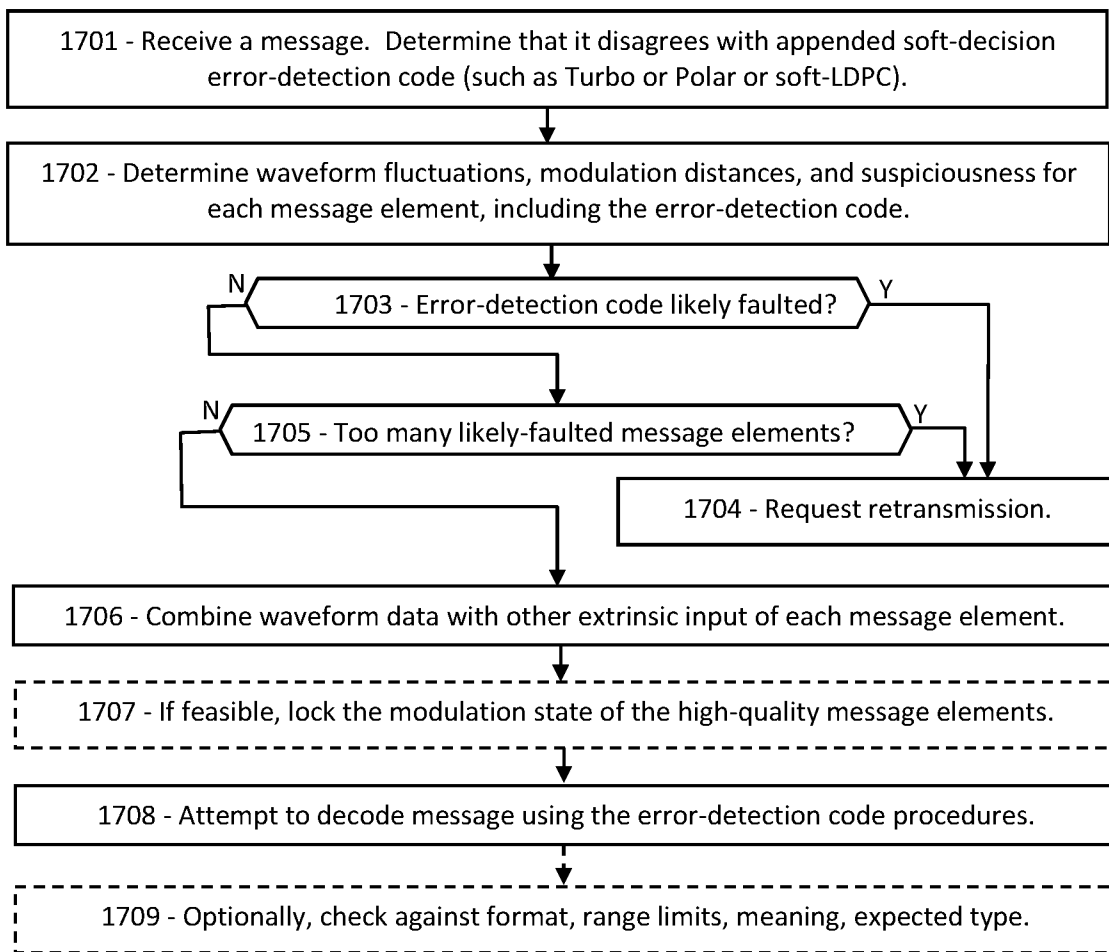 1701 - Receive a message.  Determine that it disagrees with appended soft-decision
error-detection code (such as Turbo or Polar or soft-LDPC).
1702 - Determine waveform fluctuations, modulation distances, and suspiciousness for
each message element, including the error-detection code.
N
Y
1703 - Error-detection code likely faulted?
N
Y
1705 - Too many likely-faulted message elements?
1704 - Request retransmission.
1706 - Combine waveform data with other extrinsic input of each message element.
1707 - If feasible, lock the modulation state of the high-quality message elements.
1708 - Attempt to decode message using the error-detection code procedures.
1709 - Optionally, check against format, range limits, meaning, expected type.